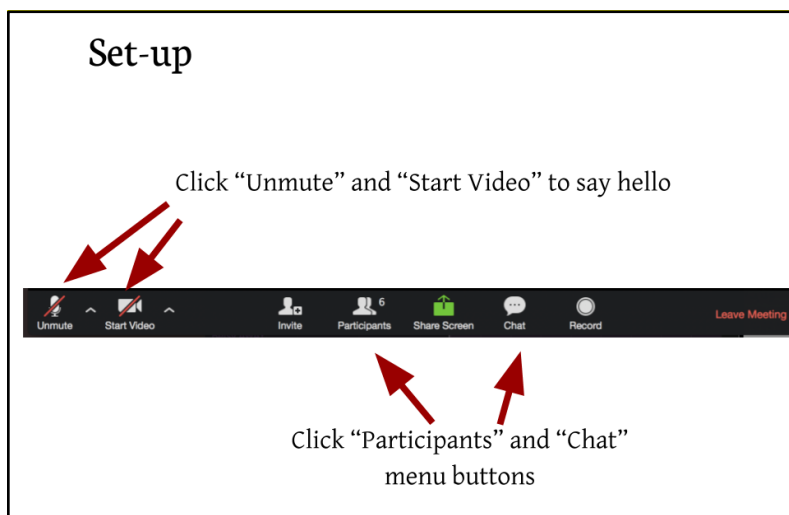 Set-up
Click “Unmute” and “Start Video” to say hello
6
Unmute Start Video Invite Participants Share Screen Chat Record Leave Meeting
Click “Participants” and “Chat”
menu buttons